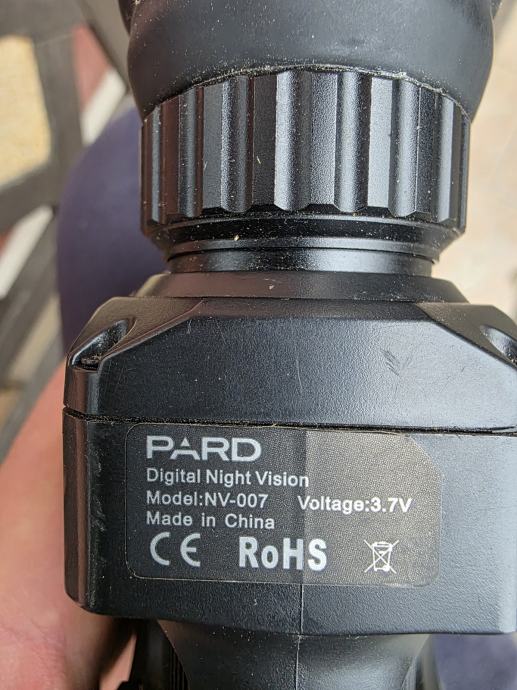 PARD
Digital Night Vision
Model:NV-007 Voltage:3.7V
Made in China
CE RoHS